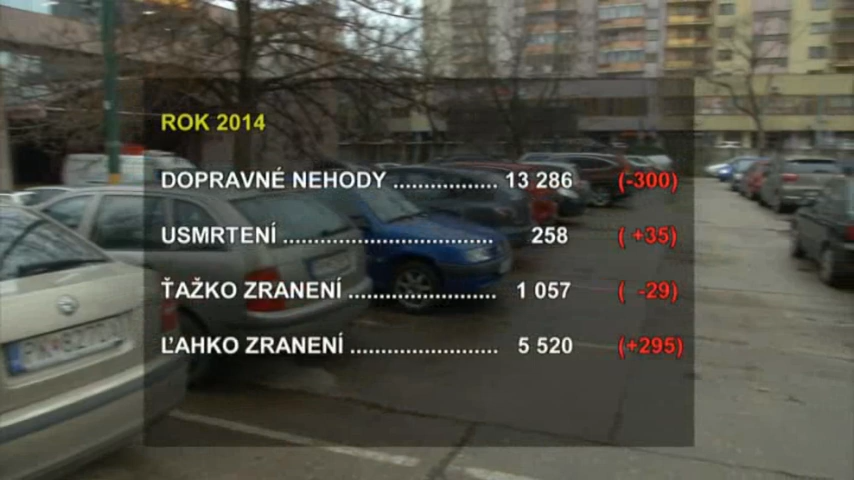 ROK 2014
DOPRAVNÉ NEHODY ................. 13 286 (-300)
USMRTENÍ .................................... 258 ( +35)
ŤAŽKO ZRANENÍ ......................... 1 057 ( -29)
ĽAHKO ZRANENÍ ......................... 5 520 (+295)